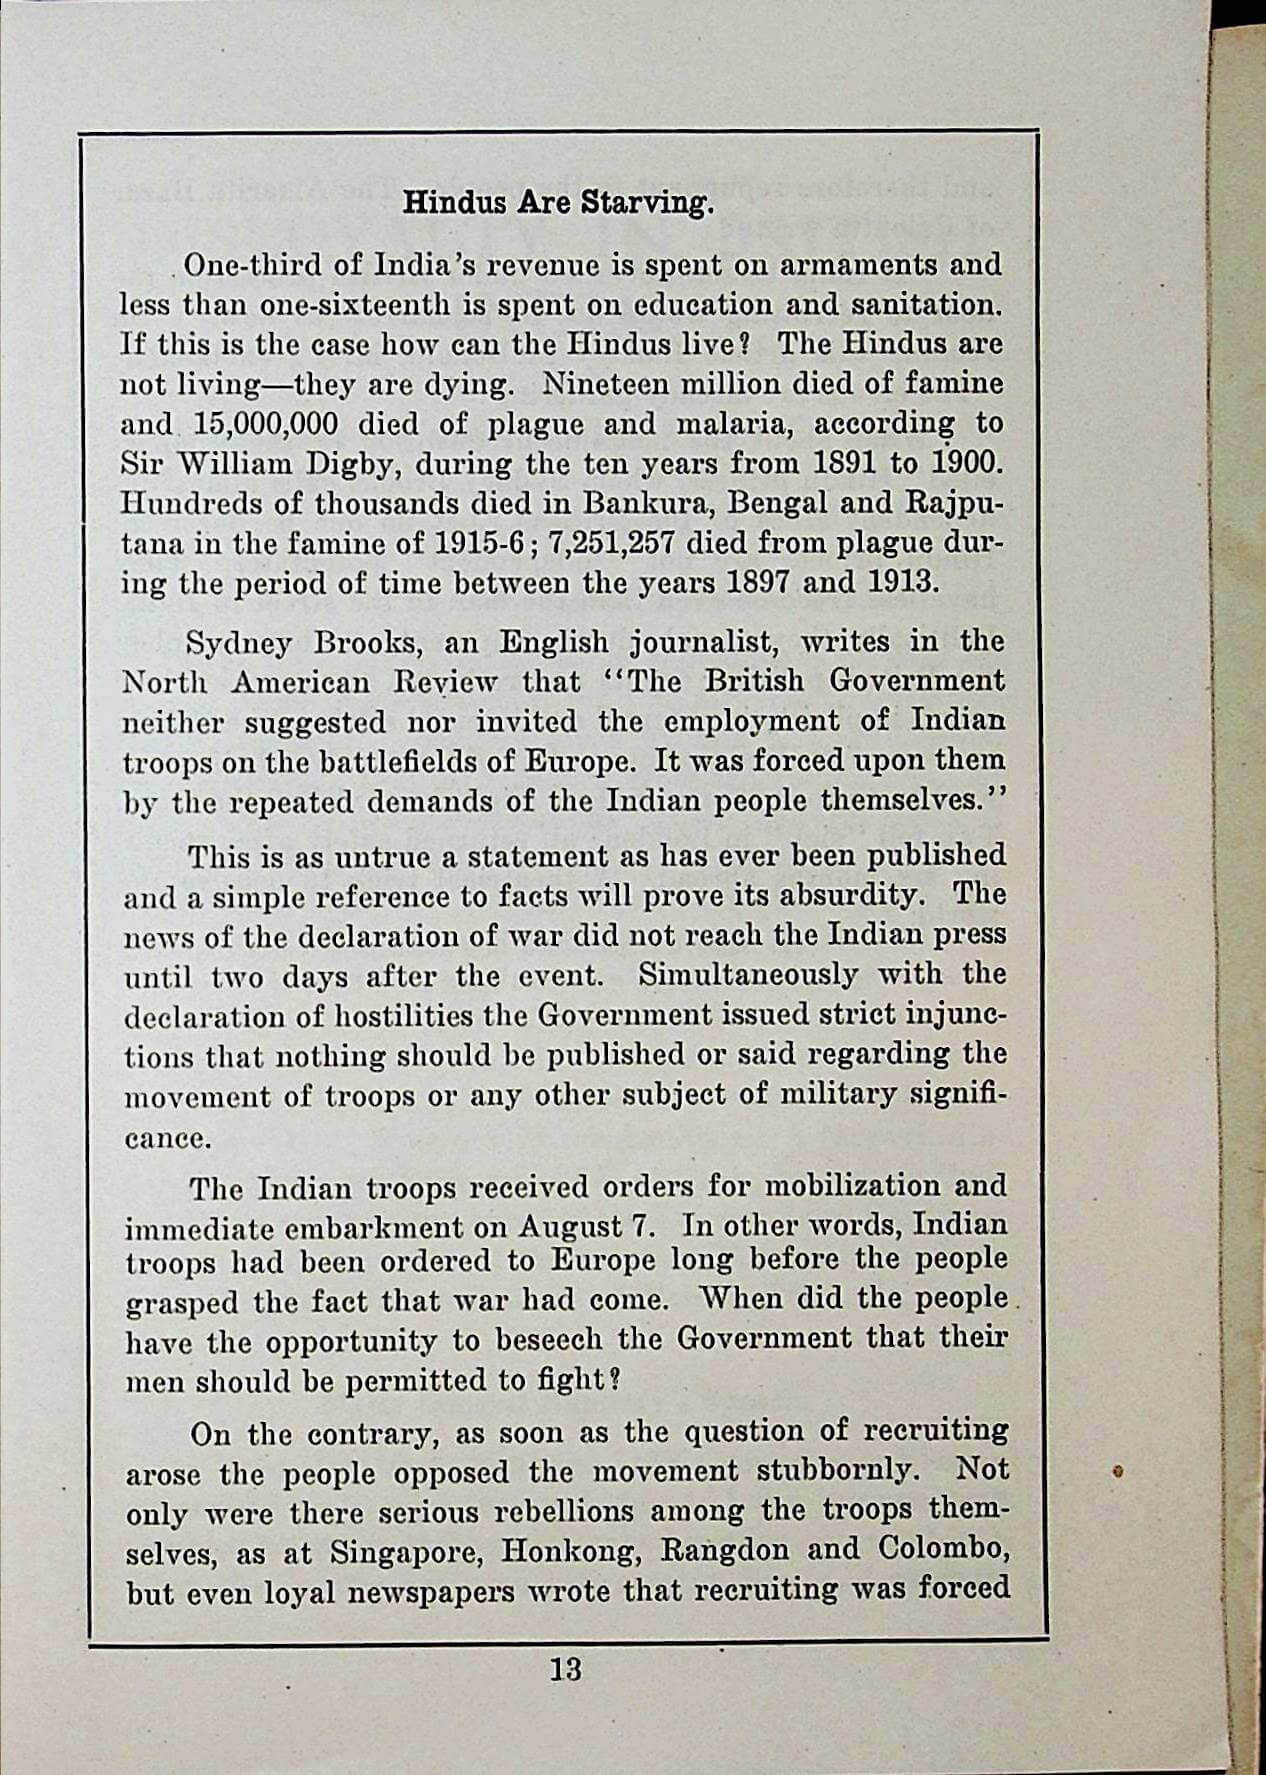 Hindus Are Starving.
One-third of India's revenue is spent on armaments and
less than one-sixteenth is spent on education and sanitation.
If this is the case how can the Hindus live? The Hindus are
not living—they are dying. Nineteen million died of famine
and 15,000,000 died of plague and malaria, according to
Sir William Digby, during the ten years from 1891 to 1900.
Hundreds of thousands died in Bankura, Bengal and Rajpu-
tana in the famine of 1915-6; 7,251,257 died from plague dur-
ing the period of time between the years 1897 and 1913.
Sydney Brooks, an English journalist, writes in the
North American Review that "The British Government
neither suggested nor invited the employment of Indian
troops on the battlefields of Europe. It was forced upon them
by the repeated demands of the Indian people themselves."
This is as untrue a statement as has ever been published
and a simple reference to facts will prove its absurdity. The
news of the declaration of war did not reach the Indian press
until two days after the event. Simultaneously with the
declaration of hostilities the Government issued strict injunc-
tions that nothing should be published or said regarding the
movement of troops or any other subject of military signifi-
cance.
The Indian troops received orders for mobilization and
immediate embarkment on August 7. In other words, Indian
troops had been ordered to Europe long before the people
grasped the fact that war had come. When did the people
have the opportunity to beseech the Government that their
men should be permitted to fight?
On the contrary, as soon as the question of recruiting
arose the people opposed the movement stubbornly. Not
only were there serious rebellions among the troops them-
selves, as at Singapore, Honkong, Rangdon and Colombo,
but even loyal newspapers wrote that recruiting was forced
13